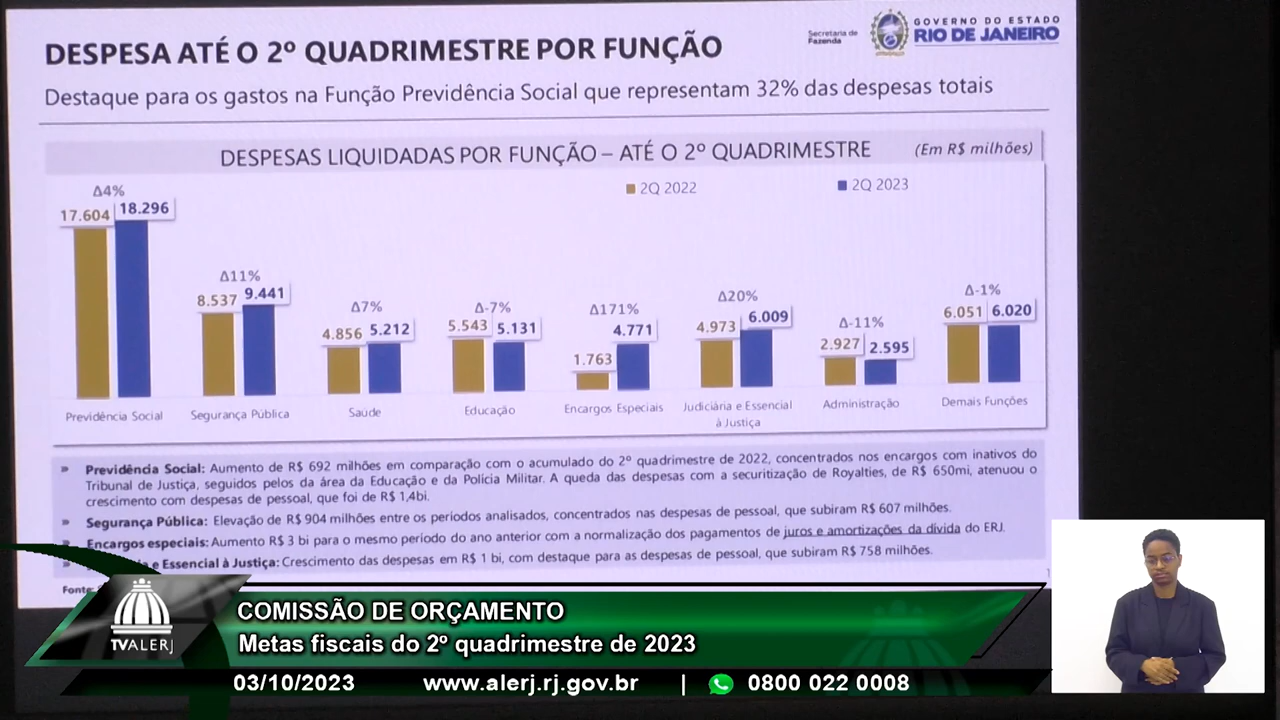 DESPESA ATÉ O 2º QUADRIMESTRE POR FUNÇÃO
Secretaria de
Fazenda
GOVERNO DO ESTADO
RIO DE JANEIRO
Destaque para os gastos na Função Previdência Social que representam 32% das despesas totais
DESPESAS LIQUIDADAS POR FUNÇÃO – ATÉ O 2º QUADRIMESTRE (Em R$ milhões)
2Q 2022 2Q 2023
Δ4%
17.604 18.296
Δ11%
8.537 9.441
Δ7%
4.856 5.212
Δ-7%
5.543 5.131
Δ171%
1.763 4.771
Δ20%
4.973 6.009
Δ-11%
2.927 2.595
Δ-1%
6.051 6.020
Previdência Social
Segurança Pública
Saúde
Educação
Encargos Especiais
Judiciária e Essencial
à Justiça
Administração
Demais Funções
» Previdência Social: Aumento de R$ 692 milhões em comparação com o acumulado do 2º quadrimestre de 2022, concentrados nos encargos com inativos do
Tribunal de Justiça, seguidos pelos da área da Educação e da Polícia Militar. A queda das despesas com a securitização de Royalties, de R$ 650mi, atenuou o
crescimento com despesas de pessoal, que foi de R$ 1,4bi.
» Segurança Pública: Elevação de R$ 904 milhões entre os períodos analisados, concentrados nas despesas de pessoal, que subiram R$ 607 milhões.
» Encargos especiais: Aumento R$ 3 bi para o mesmo período do ano anterior com a normalização dos pagamentos de juros e amortizações da dívida do ERJ.
» e Essencial à Justiça: Crescimento das despesas em R$ 1 bi, com destaque para as despesas de pessoal, que subiram R$ 758 milhões.
Fonte:
TVALERJ
COMISSÃO DE ORÇAMENTO
Metas fiscais do 2º quadrimestre de 2023
03/10/2023 www.alerj.rj.gov.br | 0800 022 0008